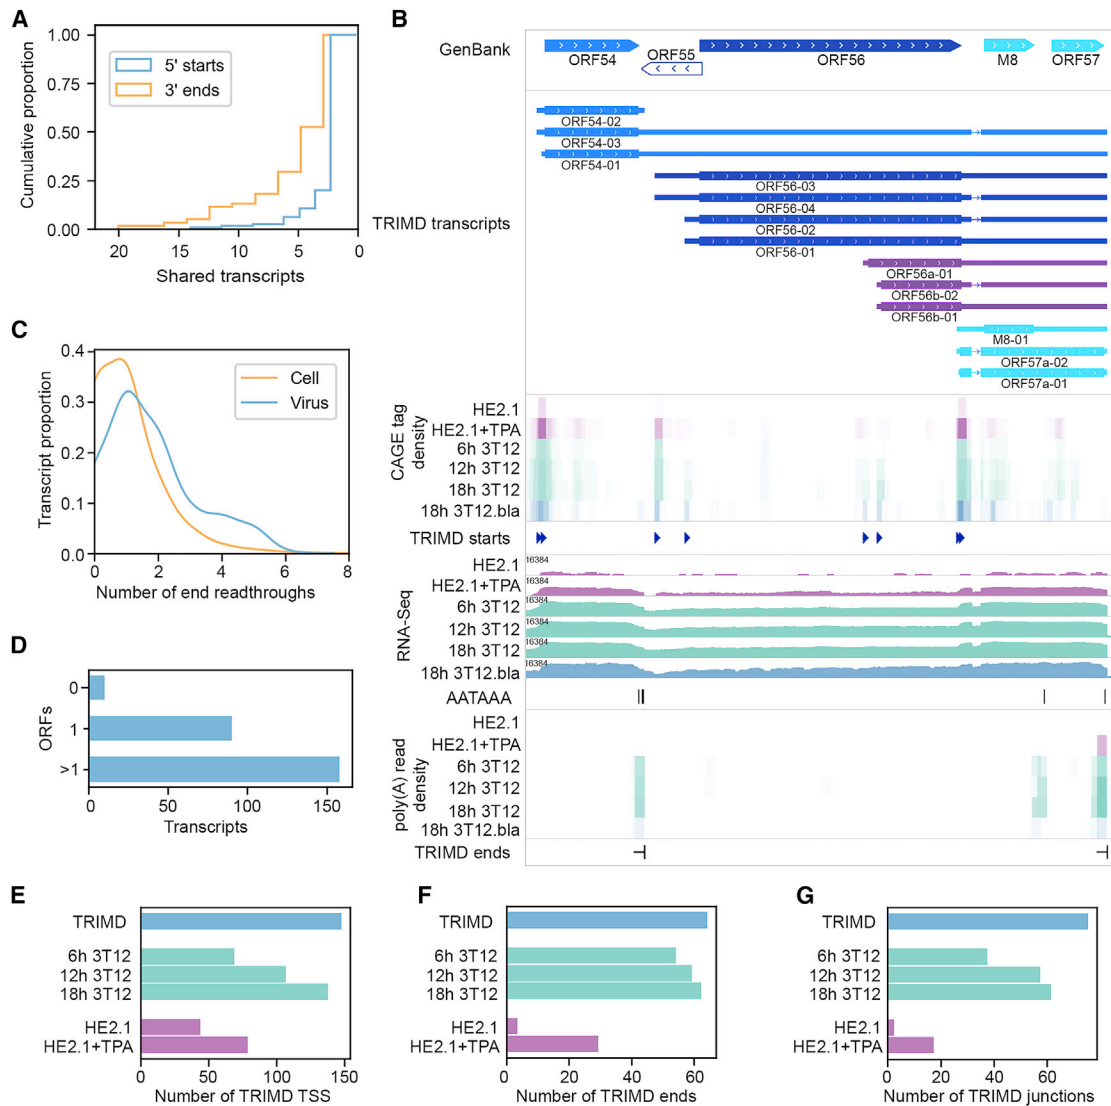 A
Cumulative proportion
1.00
0.75
0.50
0.25
0.00
5' starts
3' ends
20
15
10
5
0
Shared transcripts
B
GenBank
ORF54
ORF55
ORF56
M8
ORF57
TRIMD transcripts
ORF54-02
ORF54-03
ORF54-01
ORF56-03
ORF56-04
ORF56-02
ORF56-01
ORF56a-01
ORF56b-02
ORF56b-01
M8-01
ORF57a-02
ORF57a-01
CAGE tag
density
HE2.1
HE2.1+TPA
6h 3T12
12h 3T12
18h 3T12
18h 3T12.bla
TRIMD starts
RNA-Seq
HE2.1
16384
HE2.1+TPA
16384
6h 3T12
16384
12h 3T12
16384
18h 3T12
16384
18h 3T12.bla
16384
AATAAA
poly(A) read
density
HE2.1
HE2.1+TPA
6h 3T12
12h 3T12
18h 3T12
18h 3T12.bla
TRIMD ends
C
Transcript proportion
0.4
0.3
0.2
0.1
0.0
Cell
Virus
0
2
4
6
8
Number of end readthroughs
D
ORFs
0
1
>1
0
50
100
150
Transcripts
E
TRIMD
6h 3T12
12h 3T12
18h 3T12
HE2.1
HE2.1+TPA
0
50
100
150
Number of TRIMD TSS
F
TRIMD
6h 3T12
12h 3T12
18h 3T12
HE2.1
HE2.1+TPA
0
20
40
60
Number of TRIMD ends
G
TRIMD
6h 3T12
12h 3T12
18h 3T12
HE2.1
HE2.1+TPA
0
20
40
60
Number of TRIMD junctions